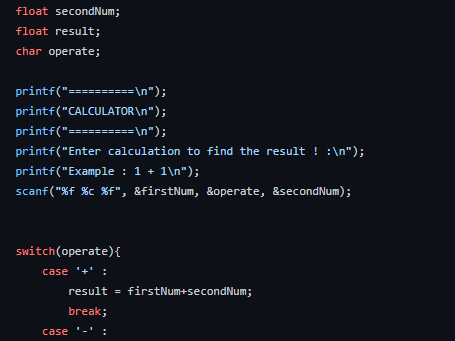 float secondNum;
float result;
char operate;
printf("==========\n");
printf("CALCULATOR\n");
printf("==========\n");
printf("Enter calculation to find the result ! :\n");
printf("Example : 1 + 1\n");
scanf("%f %c %f", &firstNum, &operate, &secondNum);
switch(operate){
case '+' :
result = firstNum+secondNum;
break;
case '-' :